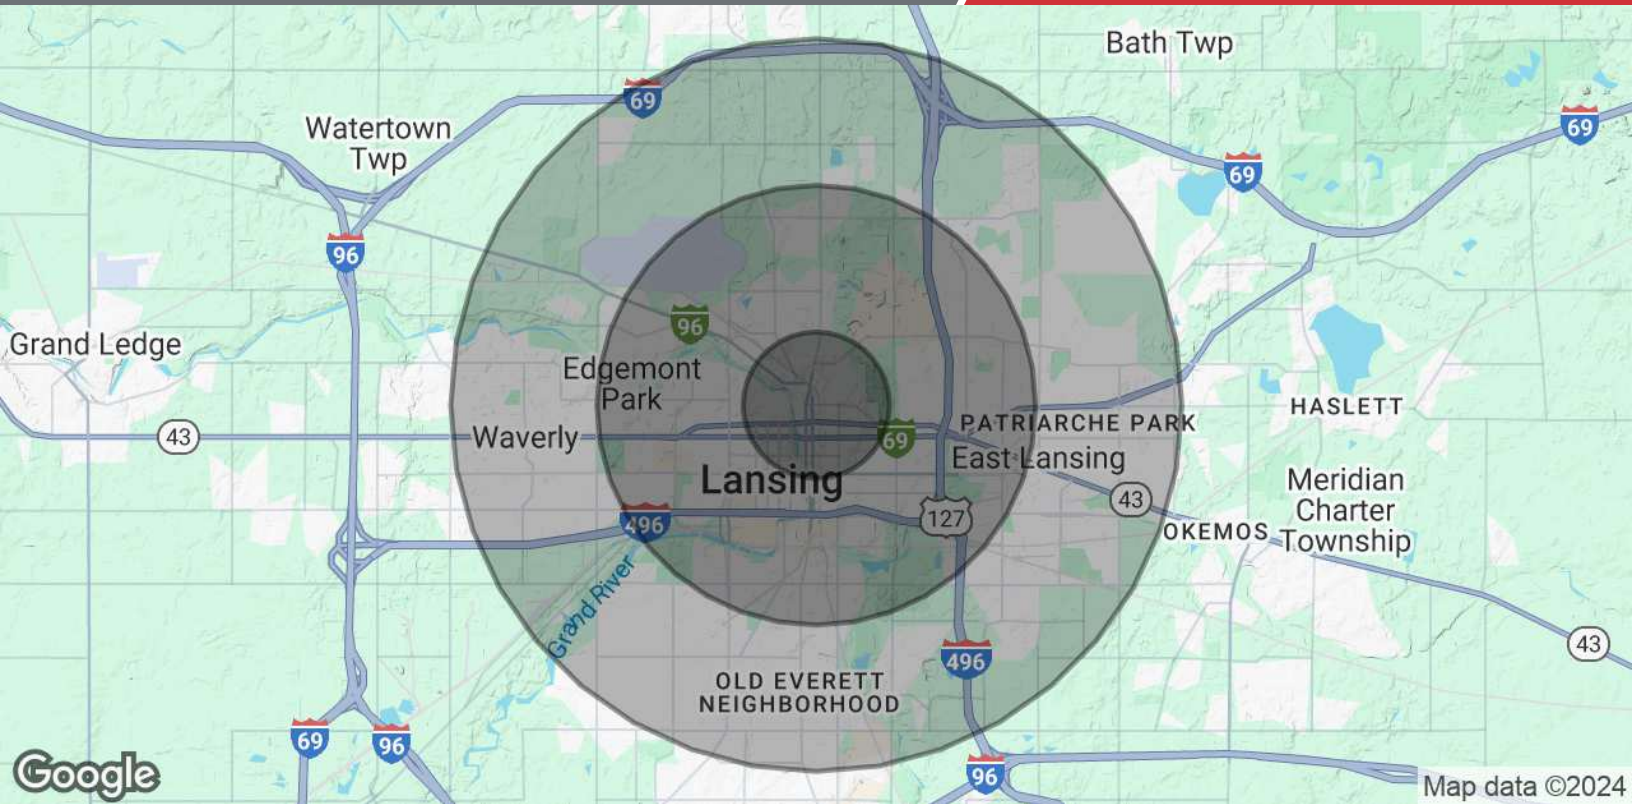 Bath Twp
69
69
Watertown
Twp
69
96
96
Grand Ledge
Edgemont
Park
HASLETT
PATRIARCHE PARK
43
Waverly
69
East Lansing
Lansing
43
Meridian
Charter
Township
496
127
OKEMOS
Grand River
43
496
OLD EVERETT
NEIGHBORHOOD
69
96
96
Google
Map data ©2024